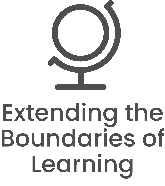 Extending the
Boundaries of
Learning